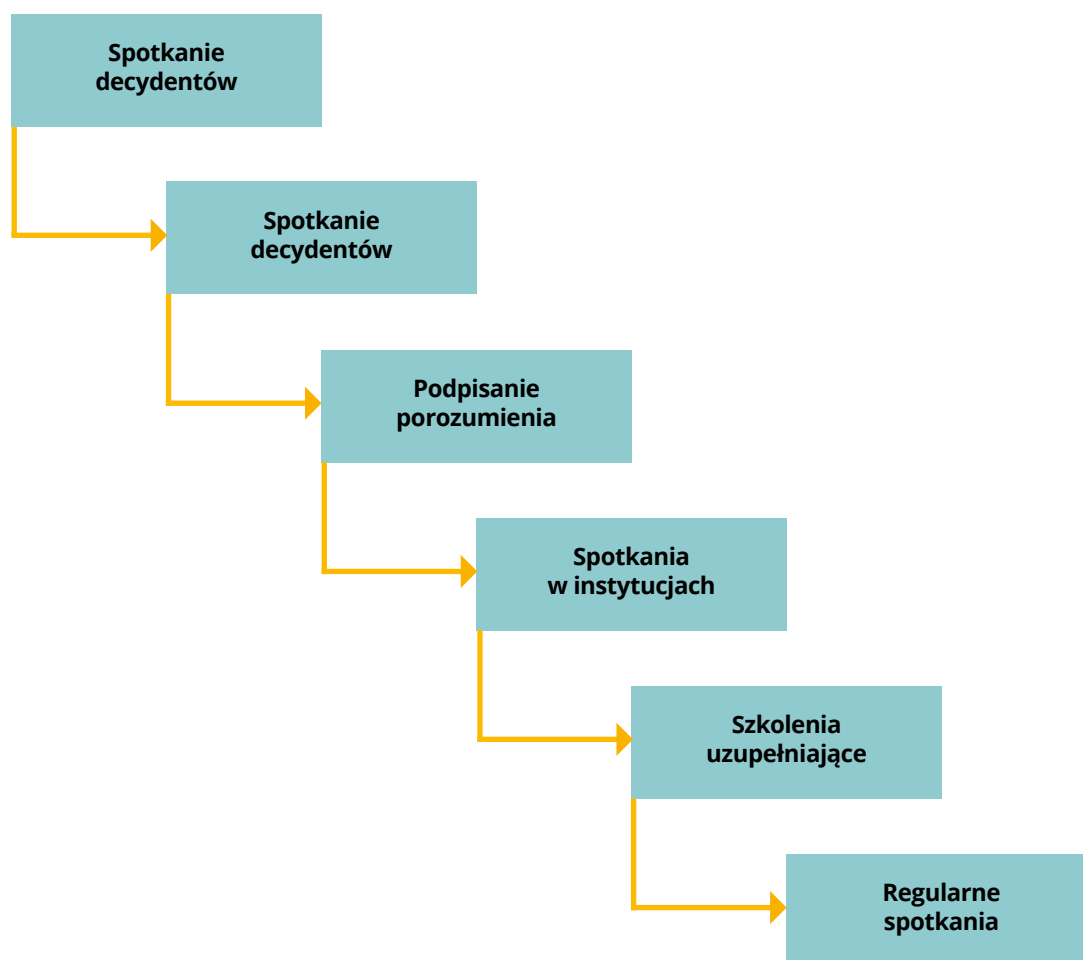 Spotkanie
decydentów
Spotkanie
decydentów
Podpisanie
porozumienia
Spotkania
w instytucjach
Szkolenia
uzupełniające
Regularne
spotkania